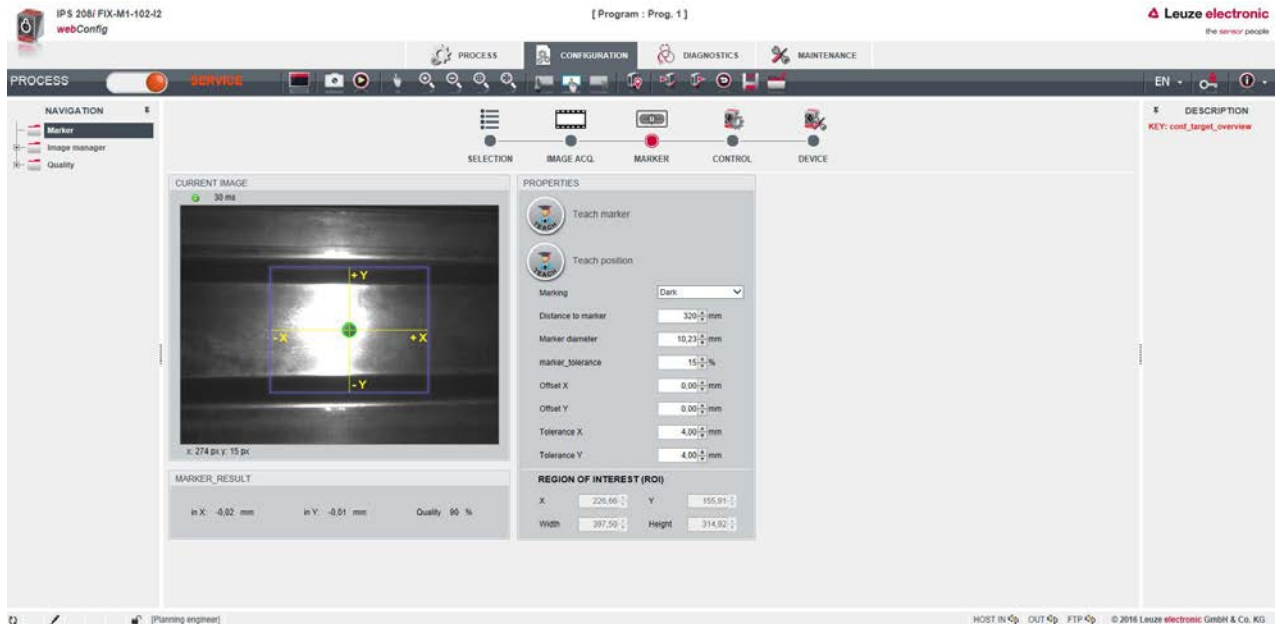 IPS 208i FIX-M1-102-I2
webConfig
[ Program : Prog. 1 ]
Leuze electronic
the sensor people
PROCESS
CONFIGURATION
DIAGNOSTICS
MAINTENANCE
PROCESS
SERVICE
EN
NAVIGATION
Marker
Image manager
Quality
SELECTION
IMAGE ACQ.
MARKER
CONTROL
DEVICE
DESCRIPTION
KEY: conf_target_overview
CURRENT IMAGE
30 ms
+Y
-X
+X
-Y
x: 274 px y: 15 px
MARKER_RESULT
in X: -0,02 mm
in Y: -0,01 mm
Quality 90 %
PROPERTIES
TEACH
Teach marker
TEACH
Teach position
Marking Dark
Distance to marker 320 mm
Marker diameter 10,23 mm
marker_tolerance 15 %
Offset X 0,00 mm
Offset Y 0,00 mm
Tolerance X 4,00 mm
Tolerance Y 4,00 mm
REGION OF INTEREST (ROI)
X 226,66 Y 155,91
Width 397,50 Height 314,92
[Planning engineer]
HOST IN OUT FTP © 2016 Leuze electronic GmbH & Co. KG